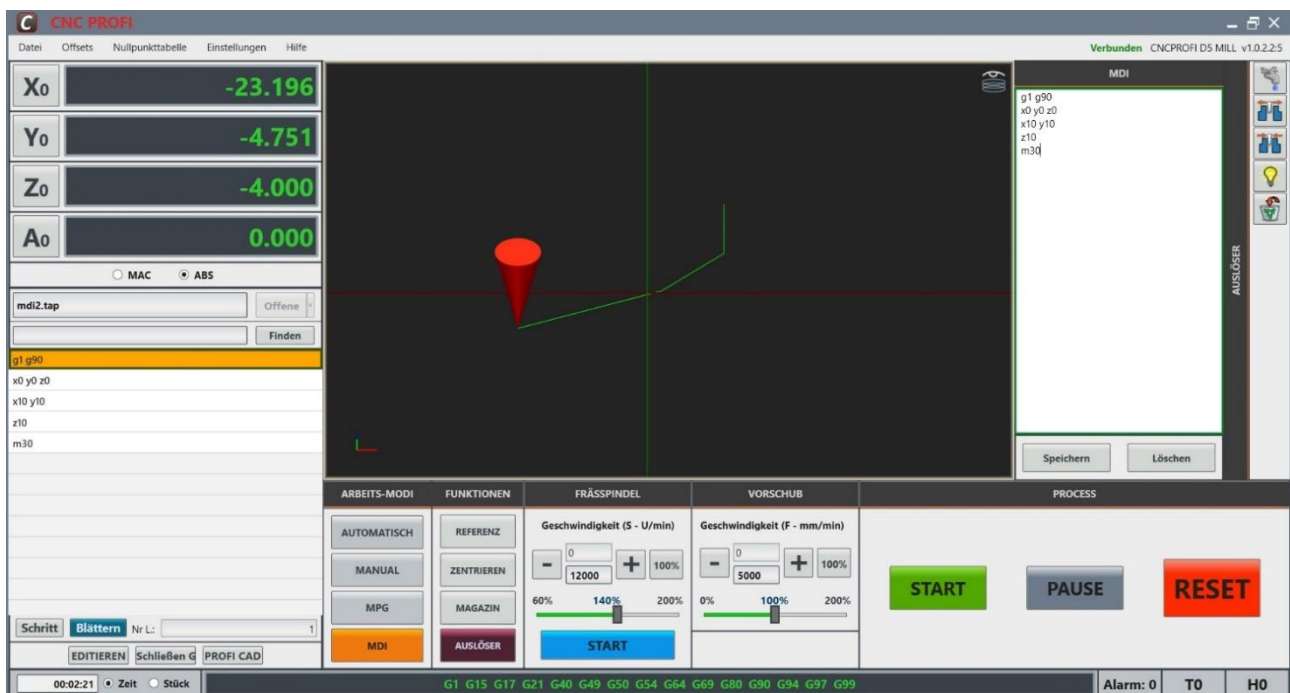 CNC PROFI
Datei Offsets Nullpunkttabelle Einstellungen Hilfe
Verbunden CNCPROFI D5 MILL v1.0.2.2:5
X0 -23.196
Y0 -4.751
Z0 -4.000
A0 0.000
MAC ABS
mdi2.tap Offene
Finden
g1 g90
x0 y0 z0
x10 y10
z10
m30
Schritt Blättern Nr L.: 1
EDITIEREN Schließen G PROFI CAD
00:02:21 Zeit Stück
MDI
g1 g90
x0 y0 z0
x10 y10
z10
m30
Speichern Löschen
AUSLÖSER
ARBEITS-MODI
AUTOMATISCH
MANUAL
MPG
MDI
FUNKTIONEN
REFERENZ
ZENTRIEREN
MAGAZIN
AUSLÖSER
FRÄSSPINDEL
Geschwindigkeit (S - U/min)
- 0 + 100%
12000
60% 140% 200%
START
VORSCHUB
Geschwindigkeit (F - mm/min)
- 0 + 100%
5000
0% 100% 200%
PROCESS
START PAUSE RESET
G1 G15 G17 G21 G40 G49 G50 G54 G64 G69 G80 G90 G94 G97 G99
Alarm: 0 T0 H0